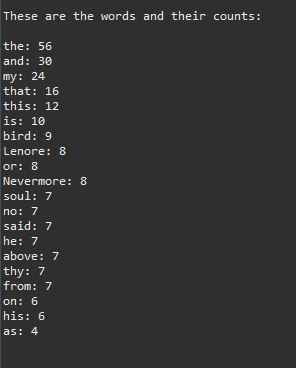 These are the words and their counts:
the: 56
and: 30
my: 24
that: 16
this: 12
is: 10
bird: 9
Lenore: 8
or: 8
Nevermore: 8
soul: 7
no: 7
said: 7
he: 7
above: 7
thy: 7
from: 7
on: 6
his: 6
as: 4